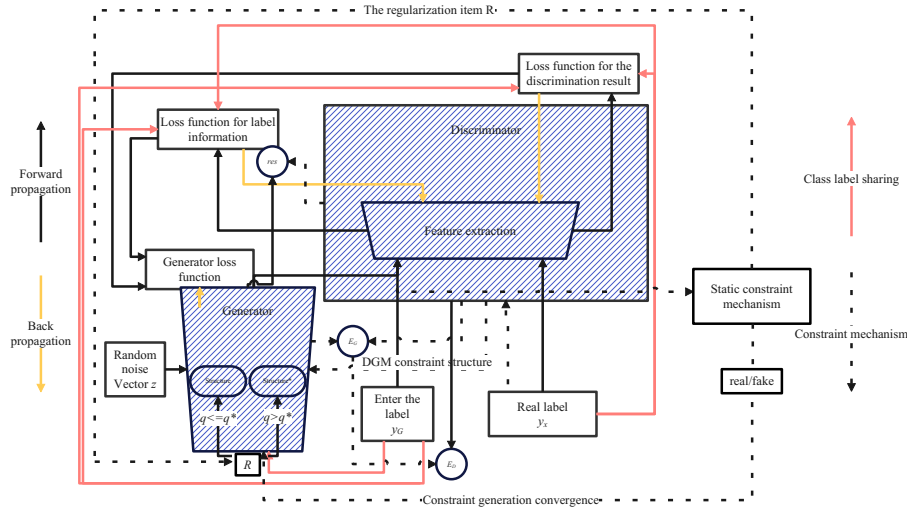 The regularization item R
Loss function for the
discrimination result
Loss function for label
information
Discriminator
res
Forward
propagation
Class label sharing
Feature extraction
Generator loss
function
Static constraint
mechanism
Generator
Back
propagation
E_G
Constraint mechanism
Random
noise
Vector z
DGM constraint structure
Structure
Structure*
real/fake
Enter the
label
y_G
Real label
y_x
q<=q*
q>q*
R
E_D
Constraint generation convergence